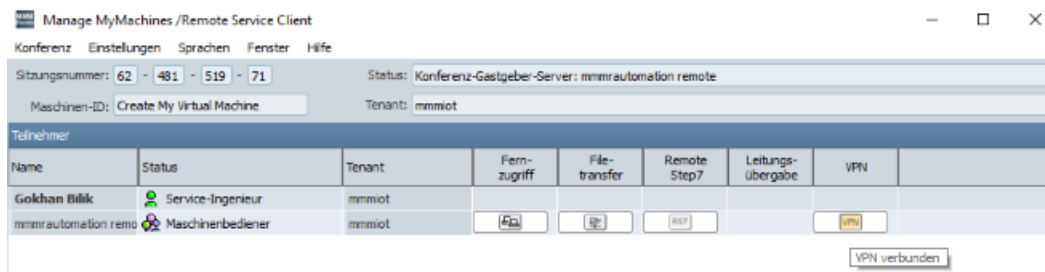 Manage MyMachines /Remote Service Client
Konferenz Einstellungen Sprachen Fenster Hilfe
Sitzungsnummer: 62 - 481 - 519 - 71 Status: Konferenz-Gastgeber-Server: mmmrautomation remote
Maschinen-ID: Create My Virtual Machine Tenant: mmmiot
Teilnehmer
Name Status Tenant Fern-zugriff File-transfer Remote Step7 Leitungs-übergabe VPN
Gokhan Bilik Service-Ingenieur mmmiot
mmmrautomation remo Maschinenbediener mmmiot RS7 VPN
VPN verbunden